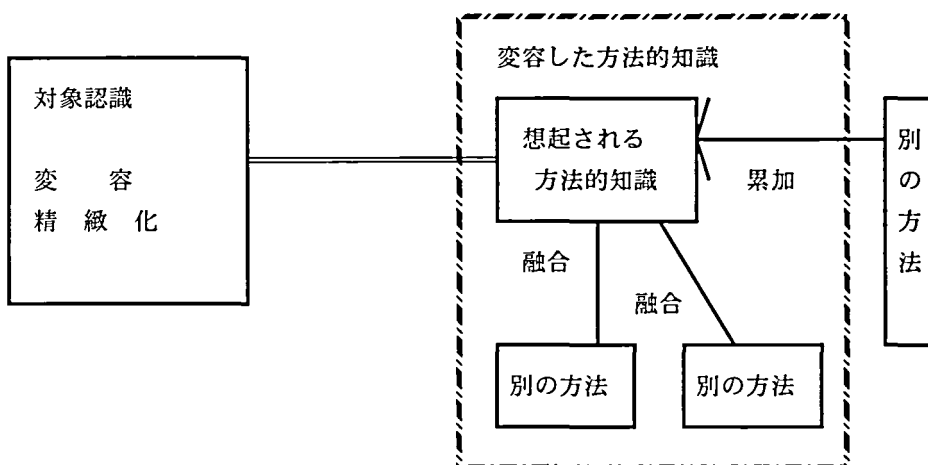 対象認識
変 容
精 緻 化
変容した方法的知識
想起される
方法的知識
累加
別の方法
融合
融合
別の方法
別の方法